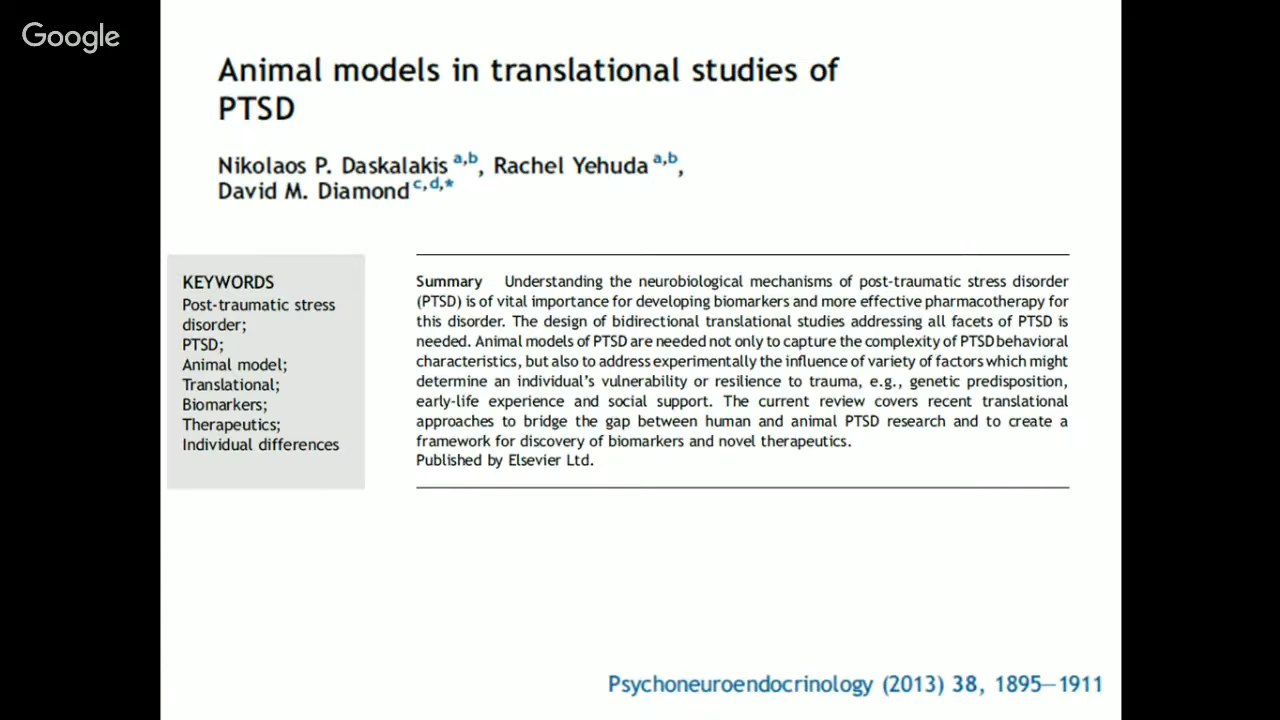 Google
Animal models in translational studies of
PTSD
Nikolaos P. Daskalakis a,b, Rachel Yehuda a,b,
David M. Diamond c,d,*
KEYWORDS
Post-traumatic stress
disorder;
PTSD;
Animal model;
Translational;
Biomarkers;
Therapeutics;
Individual differences
Summary Understanding the neurobiological mechanisms of post-traumatic stress disorder
(PTSD) is of vital importance for developing biomarkers and more effective pharmacotherapy for
this disorder. The design of bidirectional translational studies addressing all facets of PTSD is
needed. Animal models of PTSD are needed not only to capture the complexity of PTSD behavioral
characteristics, but also to address experimentally the influence of variety of factors which might
determine an individual's vulnerability or resilience to trauma, e.g., genetic predisposition,
early-life experience and social support. The current review covers recent translational
approaches to bridge the gap between human and animal PTSD research and to create a
framework for discovery of biomarkers and novel therapeutics.
Published by Elsevier Ltd.
Psychoneuroendocrinology (2013) 38, 1895–1911